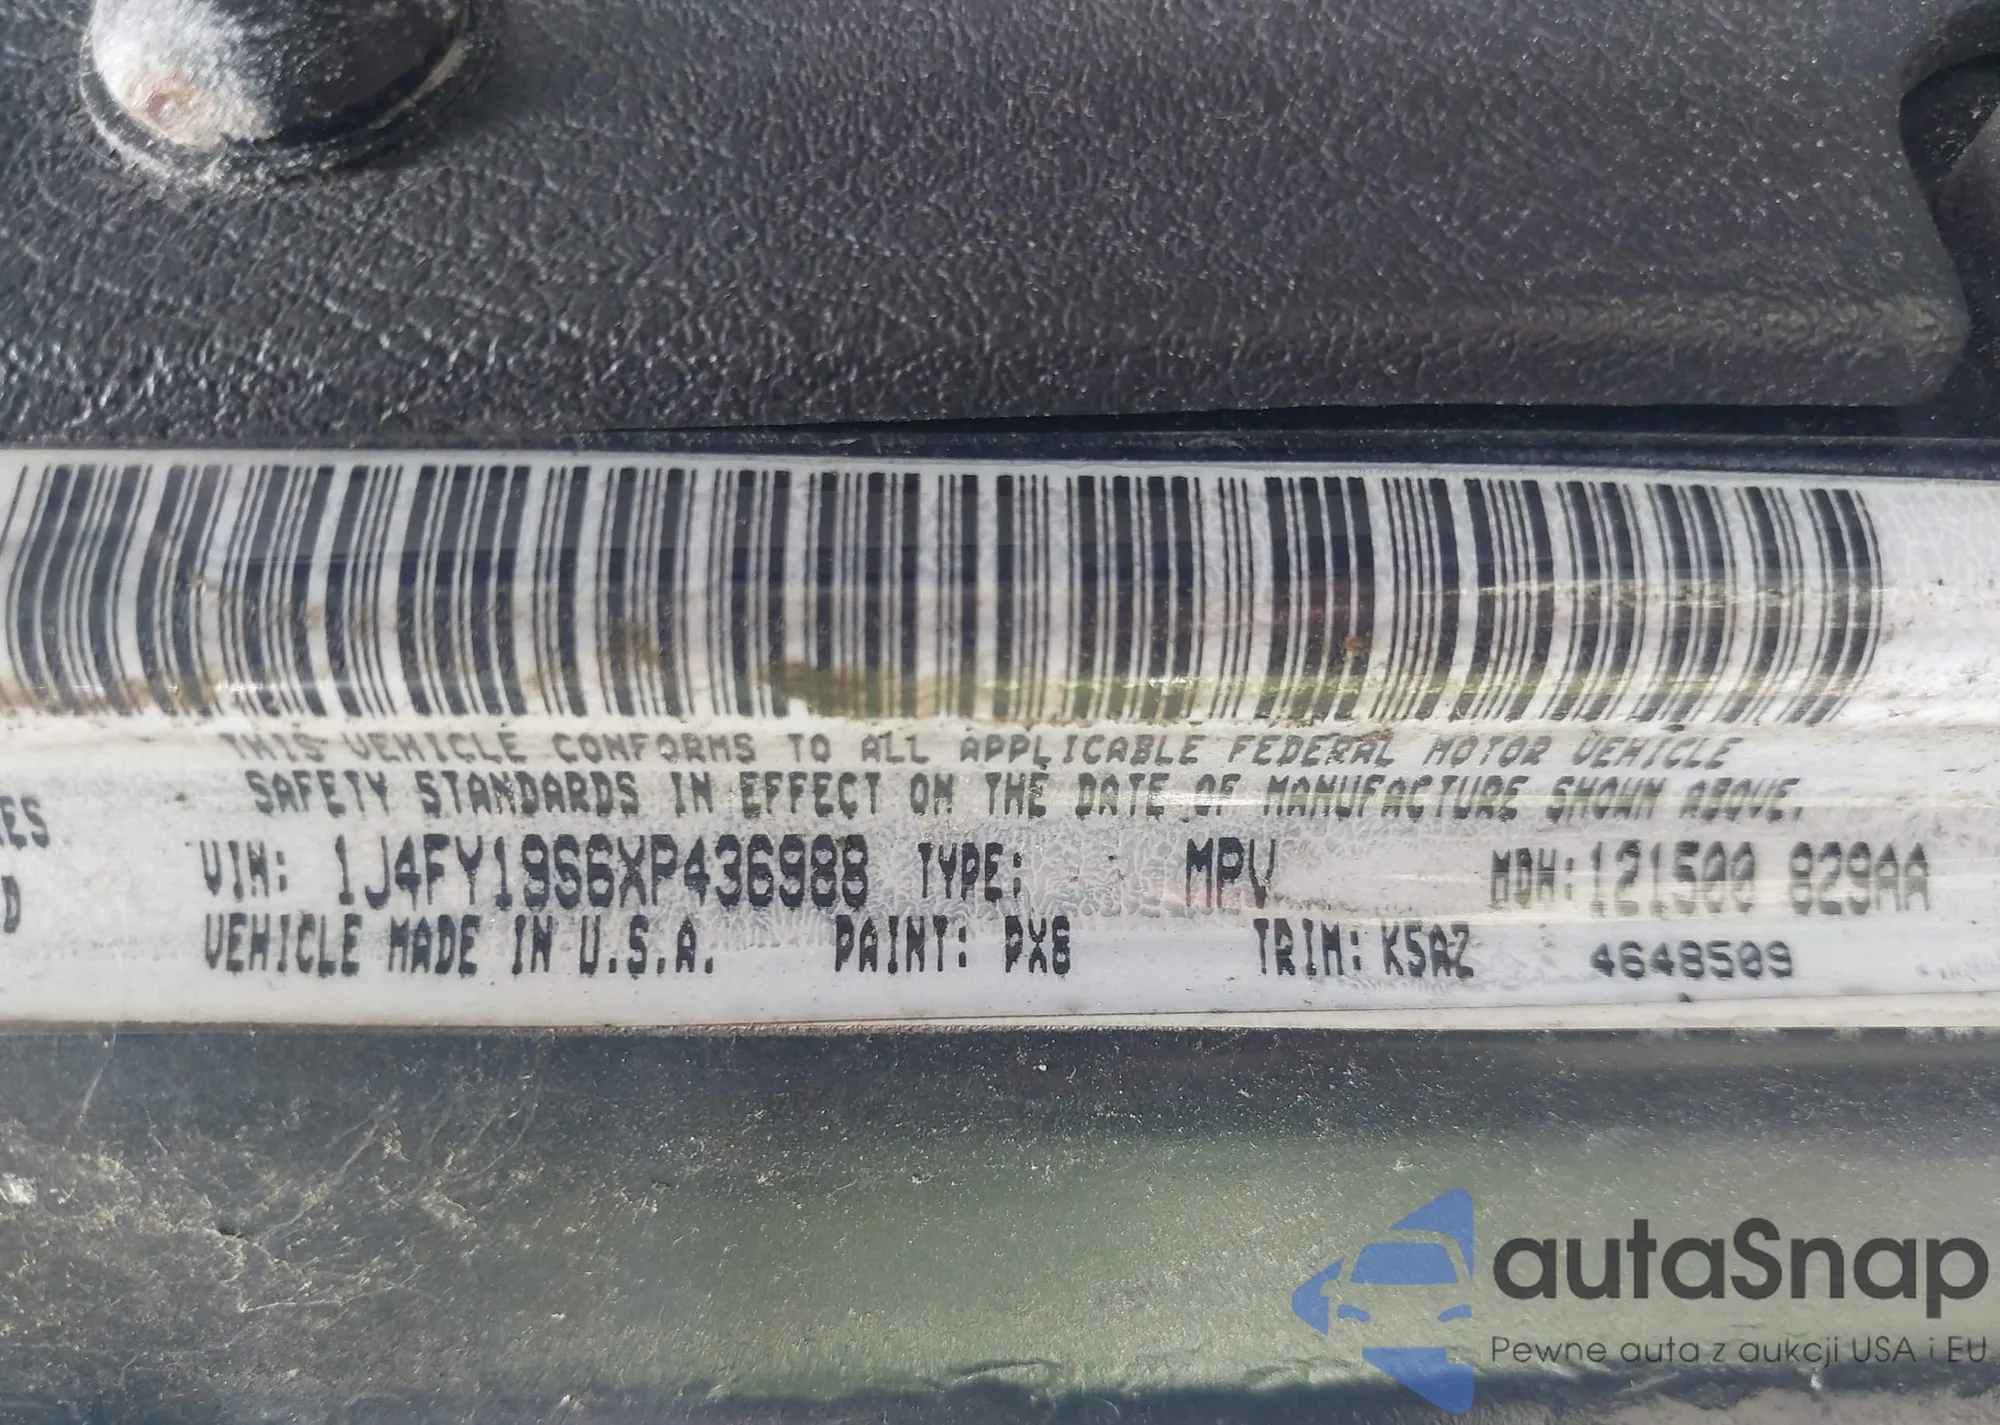 THIS VEHICLE CONFORMS TO ALL APPLICABLE FEDERAL MOTOR VEHICLE
SAFETY STANDARDS IN EFFECT ON THE DATE OF MANUFACTURE SHOWN ABOVE.
VIN: 1J4FY19S6XP436988 TYPE: MPV MDH: 121500 829AA
VEHICLE MADE IN U.S.A. PAINT: PX8 TRIM: K5AZ 4648509
autaSnap
Pewne auta z aukcji USA i EU